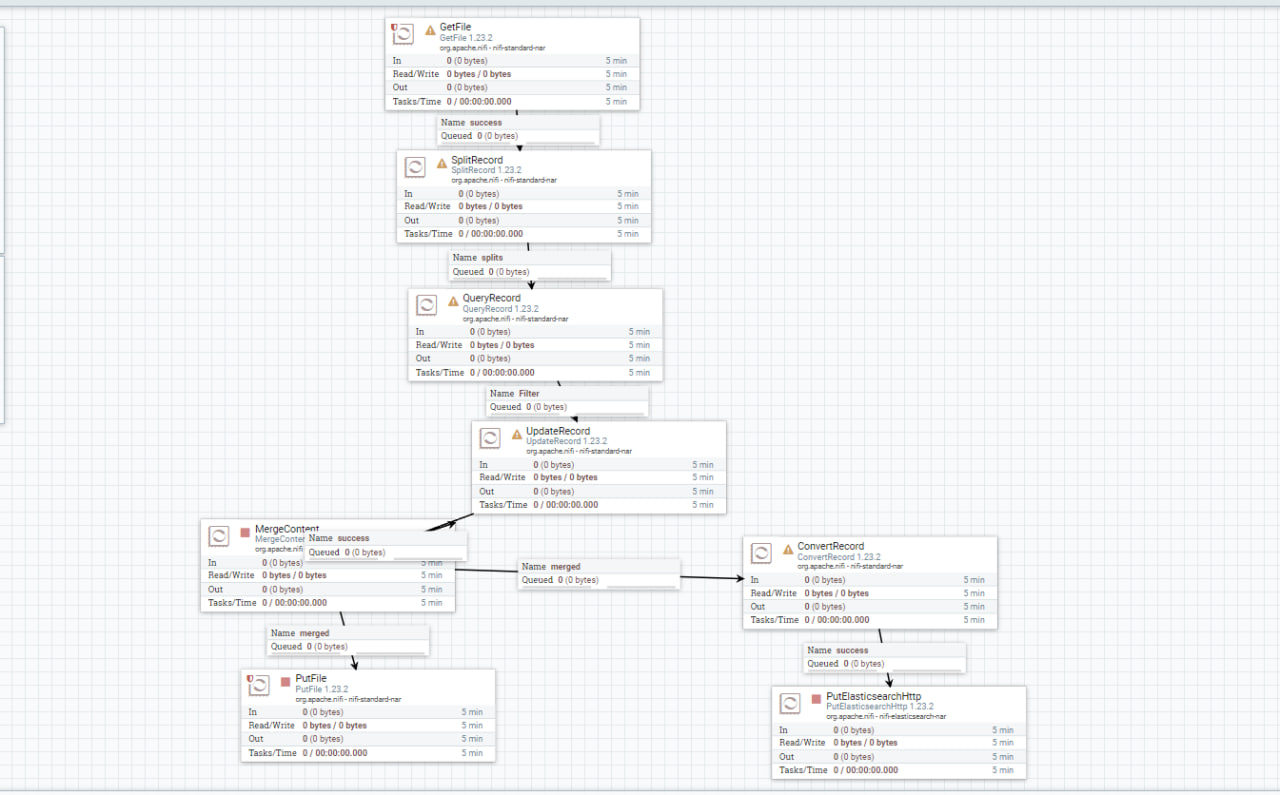 GetFile
GetFile 1.23.2
org.apache.nifi - nifi-standard-nar
In 0 (0 bytes) 5 min
Read/Write 0 bytes / 0 bytes 5 min
Out 0 (0 bytes) 5 min
Tasks/Time 0 / 00:00:00.000 5 min
Name success
Queued 0 (0 bytes)
SplitRecord
SplitRecord 1.23.2
org.apache.nifi - nifi-standard-nar
In 0 (0 bytes) 5 min
Read/Write 0 bytes / 0 bytes 5 min
Out 0 (0 bytes) 5 min
Tasks/Time 0 / 00:00:00.000 5 min
Name splits
Queued 0 (0 bytes)
QueryRecord
QueryRecord 1.23.2
org.apache.nifi - nifi-standard-nar
In 0 (0 bytes) 5 min
Read/Write 0 bytes / 0 bytes 5 min
Out 0 (0 bytes) 5 min
Tasks/Time 0 / 00:00:00.000 5 min
Name Filter
Queued 0 (0 bytes)
UpdateRecord
UpdateRecord 1.23.2
org.apache.nifi - nifi-standard-nar
In 0 (0 bytes) 5 min
Read/Write 0 bytes / 0 bytes 5 min
Out 0 (0 bytes) 5 min
Tasks/Time 0 / 00:00:00.000 5 min
MergeContent
MergeConten
org.apache.nifi
Name success
Queued 0 (0 bytes)
In 0 (0 bytes) 5 min
Read/Write 0 bytes / 0 bytes 5 min
Out 0 (0 bytes) 5 min
Tasks/Time 0 / 00:00:00.000 5 min
Name merged
Queued 0 (0 bytes)
ConvertRecord
ConvertRecord 1.23.2
org.apache.nifi - nifi-standard-nar
In 0 (0 bytes) 5 min
Read/Write 0 bytes / 0 bytes 5 min
Out 0 (0 bytes) 5 min
Tasks/Time 0 / 00:00:00.000 5 min
Name merged
Queued 0 (0 bytes)
PutFile
PutFile 1.23.2
org.apache.nifi - nifi-standard-nar
In 0 (0 bytes) 5 min
Read/Write 0 bytes / 0 bytes 5 min
Out 0 (0 bytes) 5 min
Tasks/Time 0 / 00:00:00.000 5 min
Name success
Queued 0 (0 bytes)
PutElasticsearchHttp
PutElasticsearchHttp 1.23.2
org.apache.nifi - nifi-elasticsearch-nar
In 0 (0 bytes) 5 min
Read/Write 0 bytes / 0 bytes 5 min
Out 0 (0 bytes) 5 min
Tasks/Time 0 / 00:00:00.000 5 min